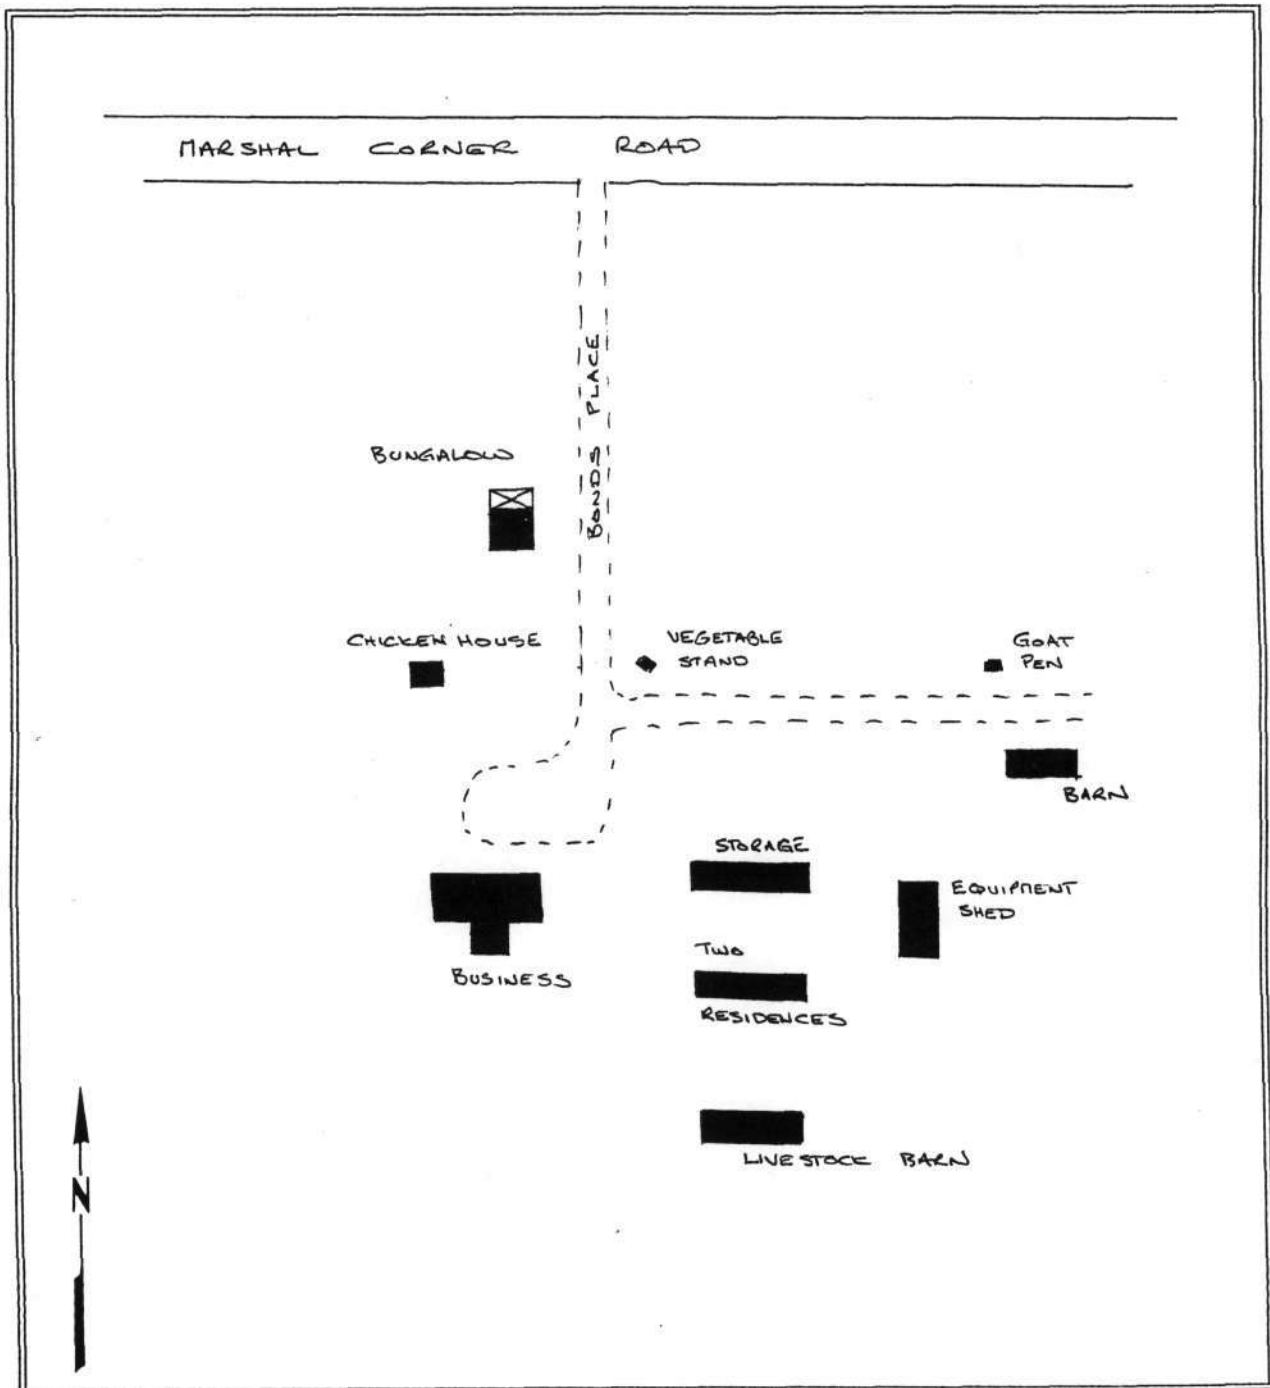 MARSHAL CORNER ROAD
BONDS PLACE
BUNGALOW
CHICKEN HOUSE
VEGETABLE
STAND
GOAT
PEN
BARN
STORAGE
EQUIPMENT
SHED
BUSINESS
TWO
RESIDENCES
LIVESTOCK BARN
N